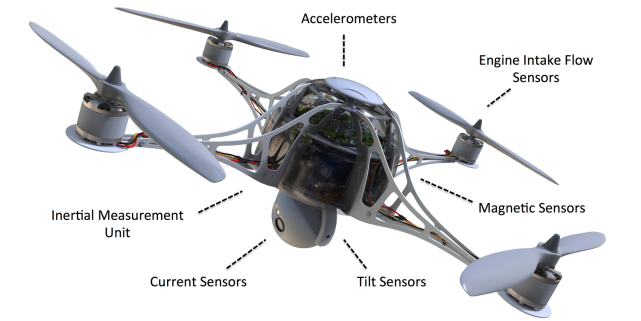 Accelerometers
Engine Intake Flow
Sensors
Magnetic Sensors
Inertial Measurement
Unit
Current Sensors
Tilt Sensors